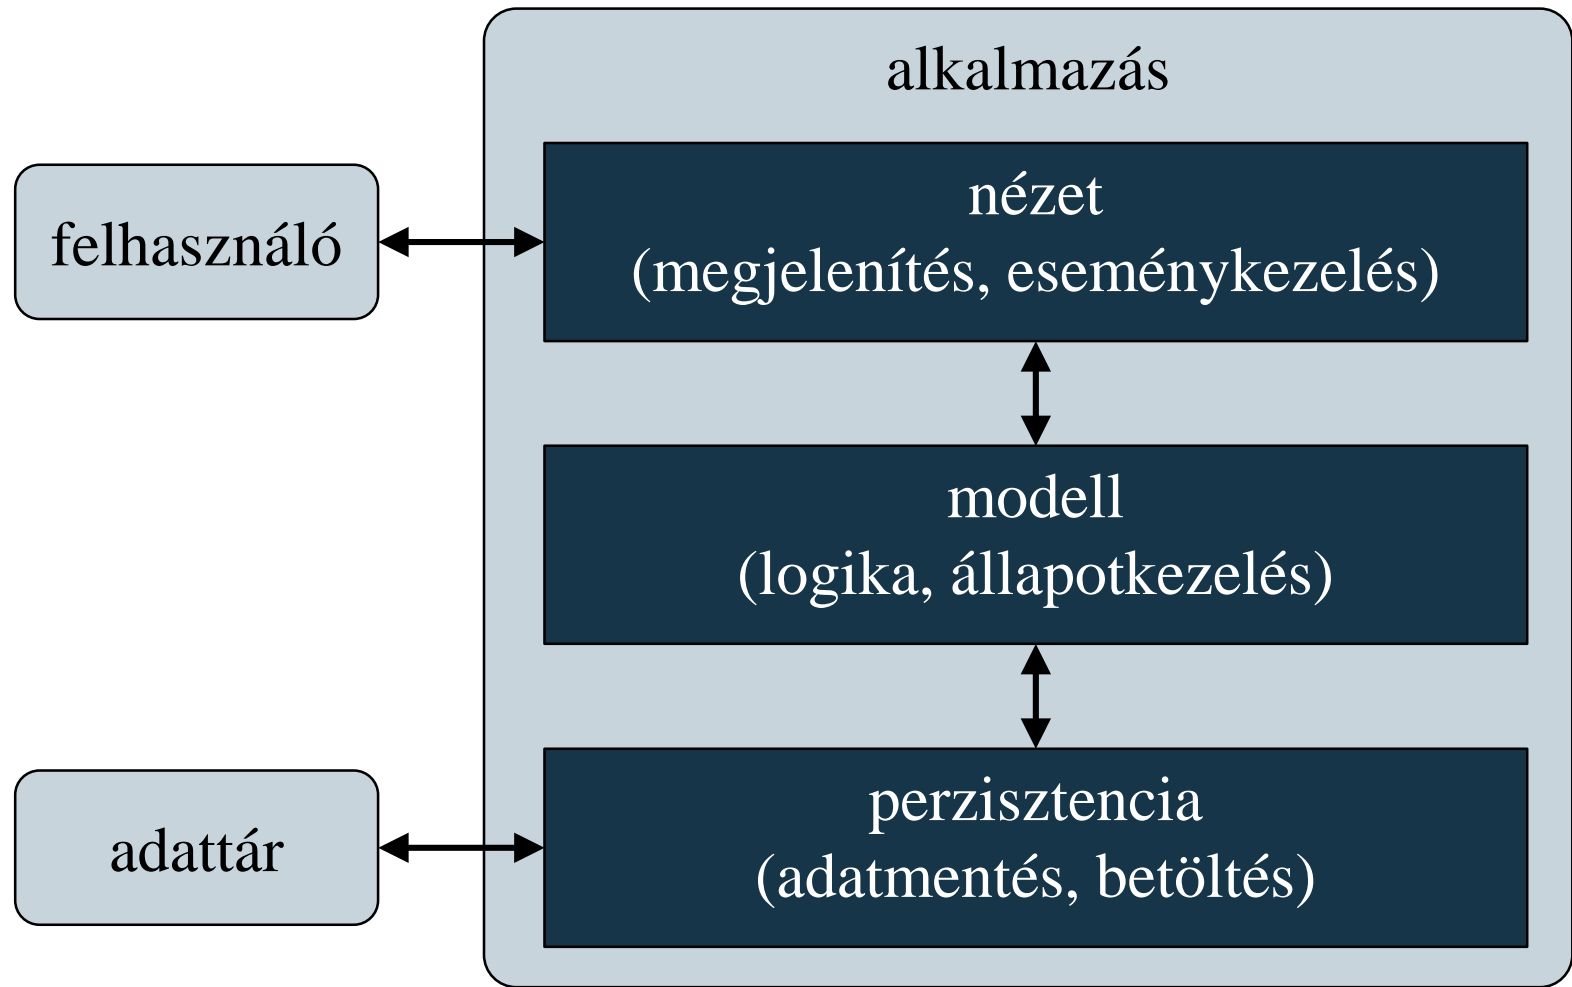 alkalmazás
felhasználó
nézet
(megjelenítés, eseménykezelés)
modell
(logika, állapotkezelés)
adattár
perzisztencia
(adatmentés, betöltés)